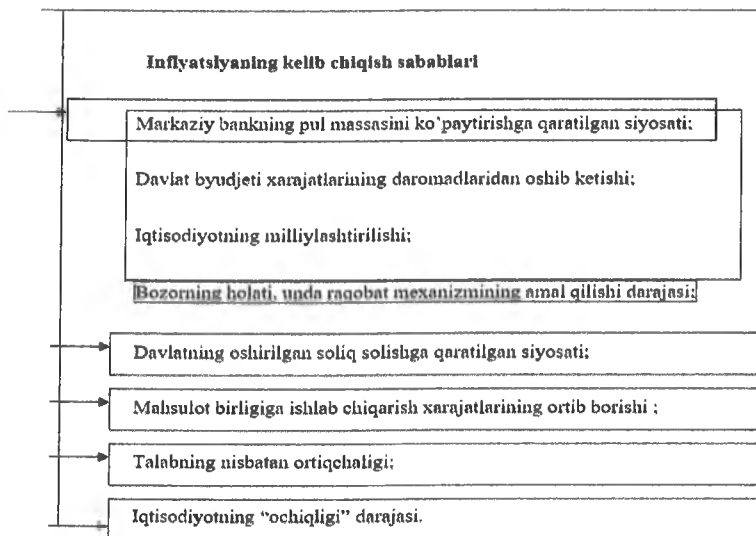 Inflyatsiyaning kelib chiqish sabablari
Markaziy bankning pul massasini ko‘paytirishga qaratilgan siyosati;
Davlat byudjeti xarajatlarining daromadlaridan oshib ketishi;
Iqtisodiyotning milliylashtirilishi;
Bozorning holati, unda raqobat mexanizmining amal qilishi darajasi;
Davlatning oshirilgan soliq solishga qaratilgan siyosati;
Mahsulot birligiga ishlab chiqarish xarajatlarining ortib borishi ;
Talabning nisbatan ortiqchaligi;
Iqtisodiyotning “ochiqligi” darajasi.